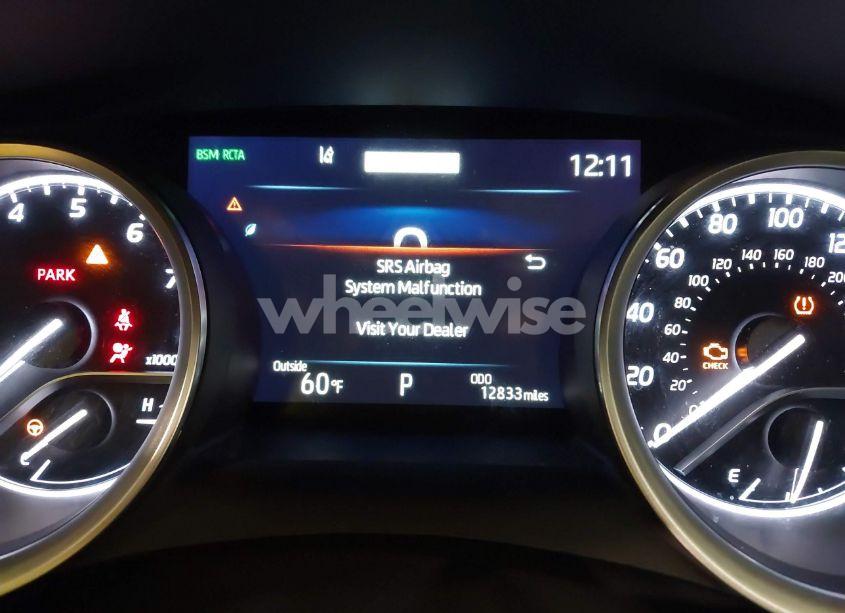 BSM RCTA
12:11
4 5 6 7
PARK
x1000
H
SRS Airbag
System Malfunction
Visit Your Dealer
wheelwise
Outside
60°F
P
ODO
12833 miles
0 20 40 60 80 100
20 40 60 80 100 120 140 160 180
CHECK
E